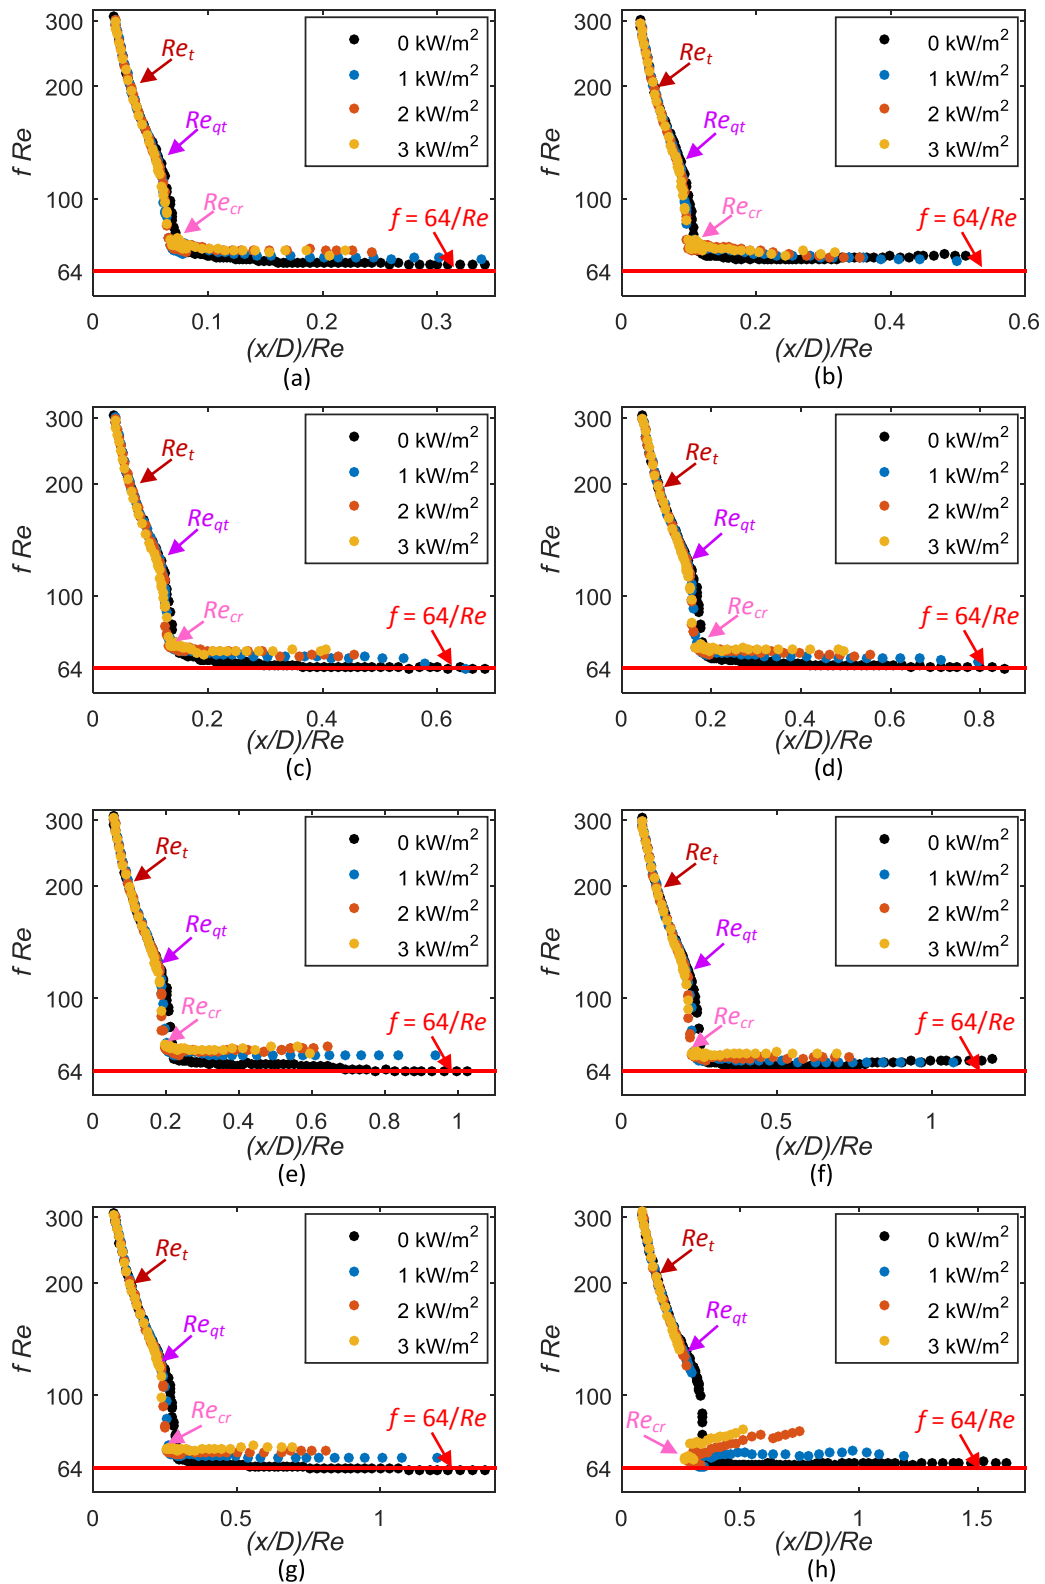 300
200
100
64
f Re
Re_t
Re_qt
Re_cr
f = 64/Re
0 kW/m²
1 kW/m²
2 kW/m²
3 kW/m²
0 0.1 0.2 0.3
(x/D)/Re
(a)
300
200
100
64
f Re
Re_t
Re_qt
Re_cr
f = 64/Re
0 kW/m²
1 kW/m²
2 kW/m²
3 kW/m²
0 0.2 0.4 0.6
(x/D)/Re
(b)
300
200
100
64
f Re
Re_t
Re_qt
Re_cr
f = 64/Re
0 kW/m²
1 kW/m²
2 kW/m²
3 kW/m²
0 0.2 0.4 0.6
(x/D)/Re
(c)
300
200
100
64
f Re
Re_t
Re_qt
Re_cr
f = 64/Re
0 kW/m²
1 kW/m²
2 kW/m²
3 kW/m²
0 0.2 0.4 0.6 0.8
(x/D)/Re
(d)
300
200
100
64
f Re
Re_t
Re_qt
Re_cr
f = 64/Re
0 kW/m²
1 kW/m²
2 kW/m²
3 kW/m²
0 0.2 0.4 0.6 0.8 1
(x/D)/Re
(e)
300
200
100
64
f Re
Re_t
Re_qt
Re_cr
f = 64/Re
0 kW/m²
1 kW/m²
2 kW/m²
3 kW/m²
0 0.5 1
(x/D)/Re
(f)
300
200
100
64
f Re
Re_t
Re_qt
Re_cr
f = 64/Re
0 kW/m²
1 kW/m²
2 kW/m²
3 kW/m²
0 0.5 1
(x/D)/Re
(g)
300
200
100
64
f Re
Re_t
Re_qt
Re_cr
f = 64/Re
0 kW/m²
1 kW/m²
2 kW/m²
3 kW/m²
0 0.5 1 1.5
(x/D)/Re
(h)